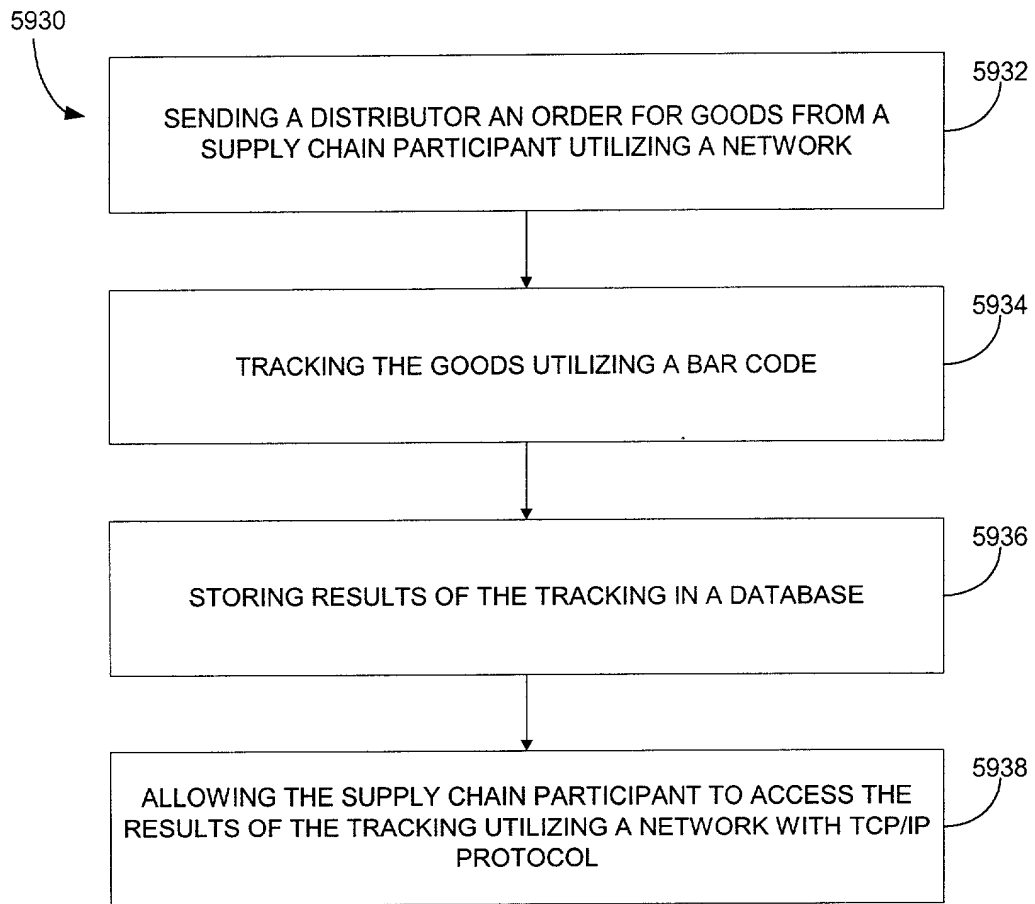 5930
5932
SENDING A DISTRIBUTOR AN ORDER FOR GOODS FROM A
SUPPLY CHAIN PARTICIPANT UTILIZING A NETWORK
5934
TRACKING THE GOODS UTILIZING A BAR CODE
5936
STORING RESULTS OF THE TRACKING IN A DATABASE
5938
ALLOWING THE SUPPLY CHAIN PARTICIPANT TO ACCESS THE
RESULTS OF THE TRACKING UTILIZING A NETWORK WITH TCP/IP
PROTOCOL